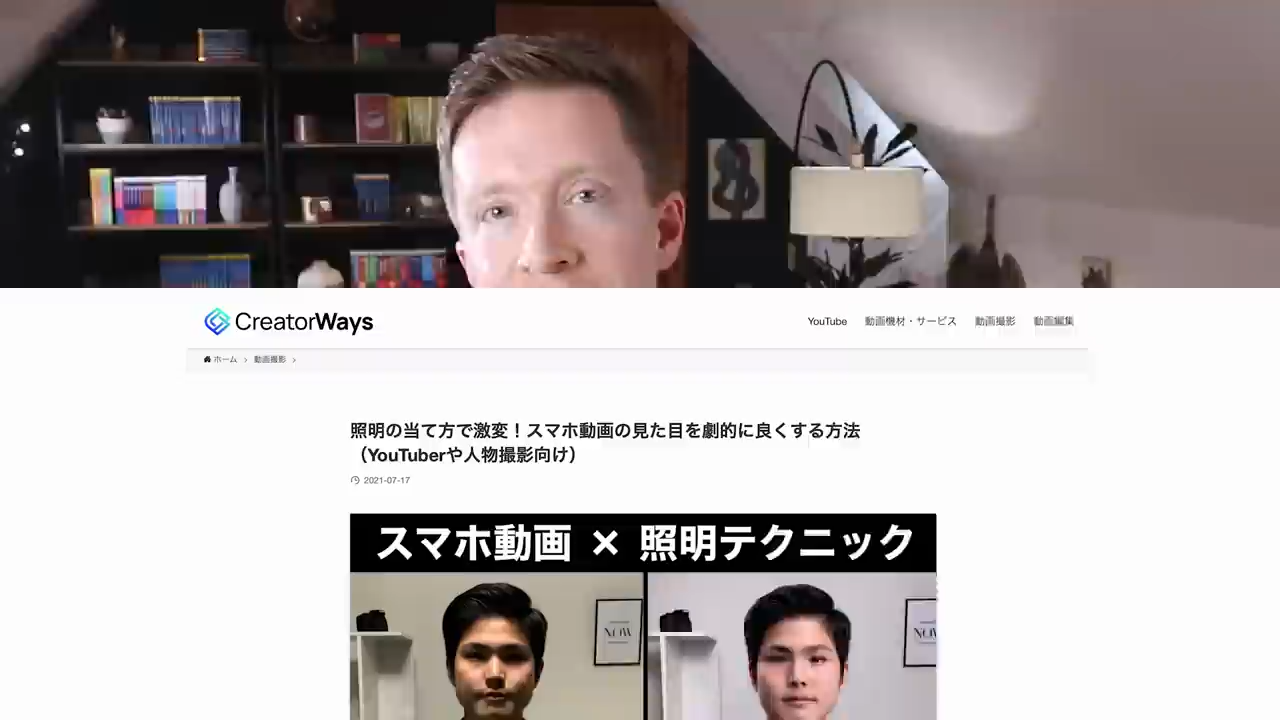 CreatorWays
YouTube 動画機材・サービス 動画撮影 動画編集
ホーム > 動画撮影 >
照明の当て方で激変！スマホ動画の見た目を劇的に良くする方法
（YouTuberや人物撮影向け）
2021-07-17
スマホ動画 × 照明テクニック
NOW
NOW